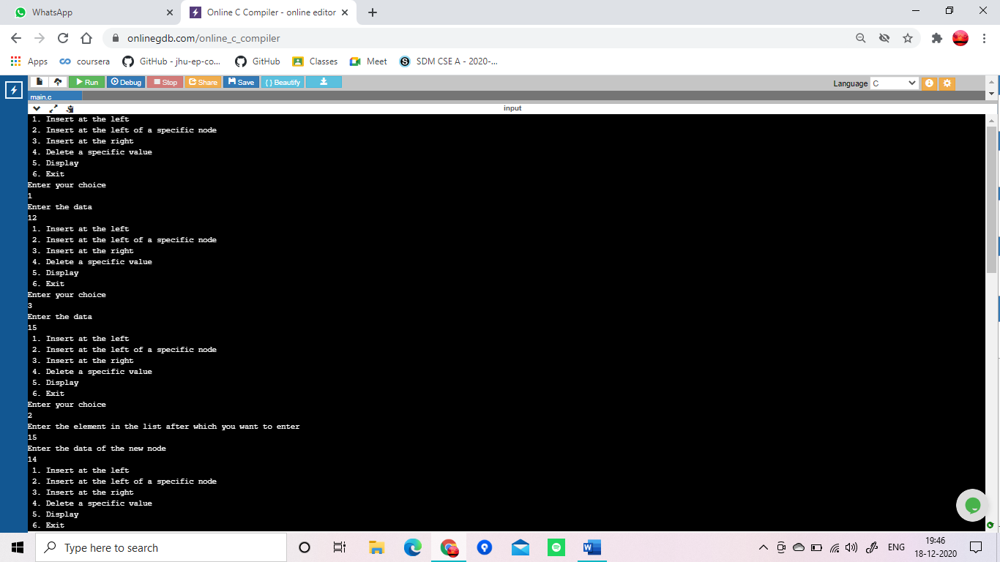 WhatsApp
Online C Compiler - online editor
onlinegdb.com/online_c_compiler
Apps coursera GitHub - jhu-ep-co... GitHub Classes Meet SDM CSE A - 2020-...
Run Debug Stop Share Save { } Beautify Language C
main.c
input
1. Insert at the left
2. Insert at the left of a specific node
3. Insert at the right
4. Delete a specific value
5. Display
6. Exit
Enter your choice
1
Enter the data
12
1. Insert at the left
2. Insert at the left of a specific node
3. Insert at the right
4. Delete a specific value
5. Display
6. Exit
Enter your choice
3
Enter the data
15
1. Insert at the left
2. Insert at the left of a specific node
3. Insert at the right
4. Delete a specific value
5. Display
6. Exit
Enter your choice
2
Enter the element in the list after which you want to enter
15
Enter the data of the new node
14
1. Insert at the left
2. Insert at the left of a specific node
3. Insert at the right
4. Delete a specific value
5. Display
6. Exit
Type here to search
ENG
19:46
18-12-2020